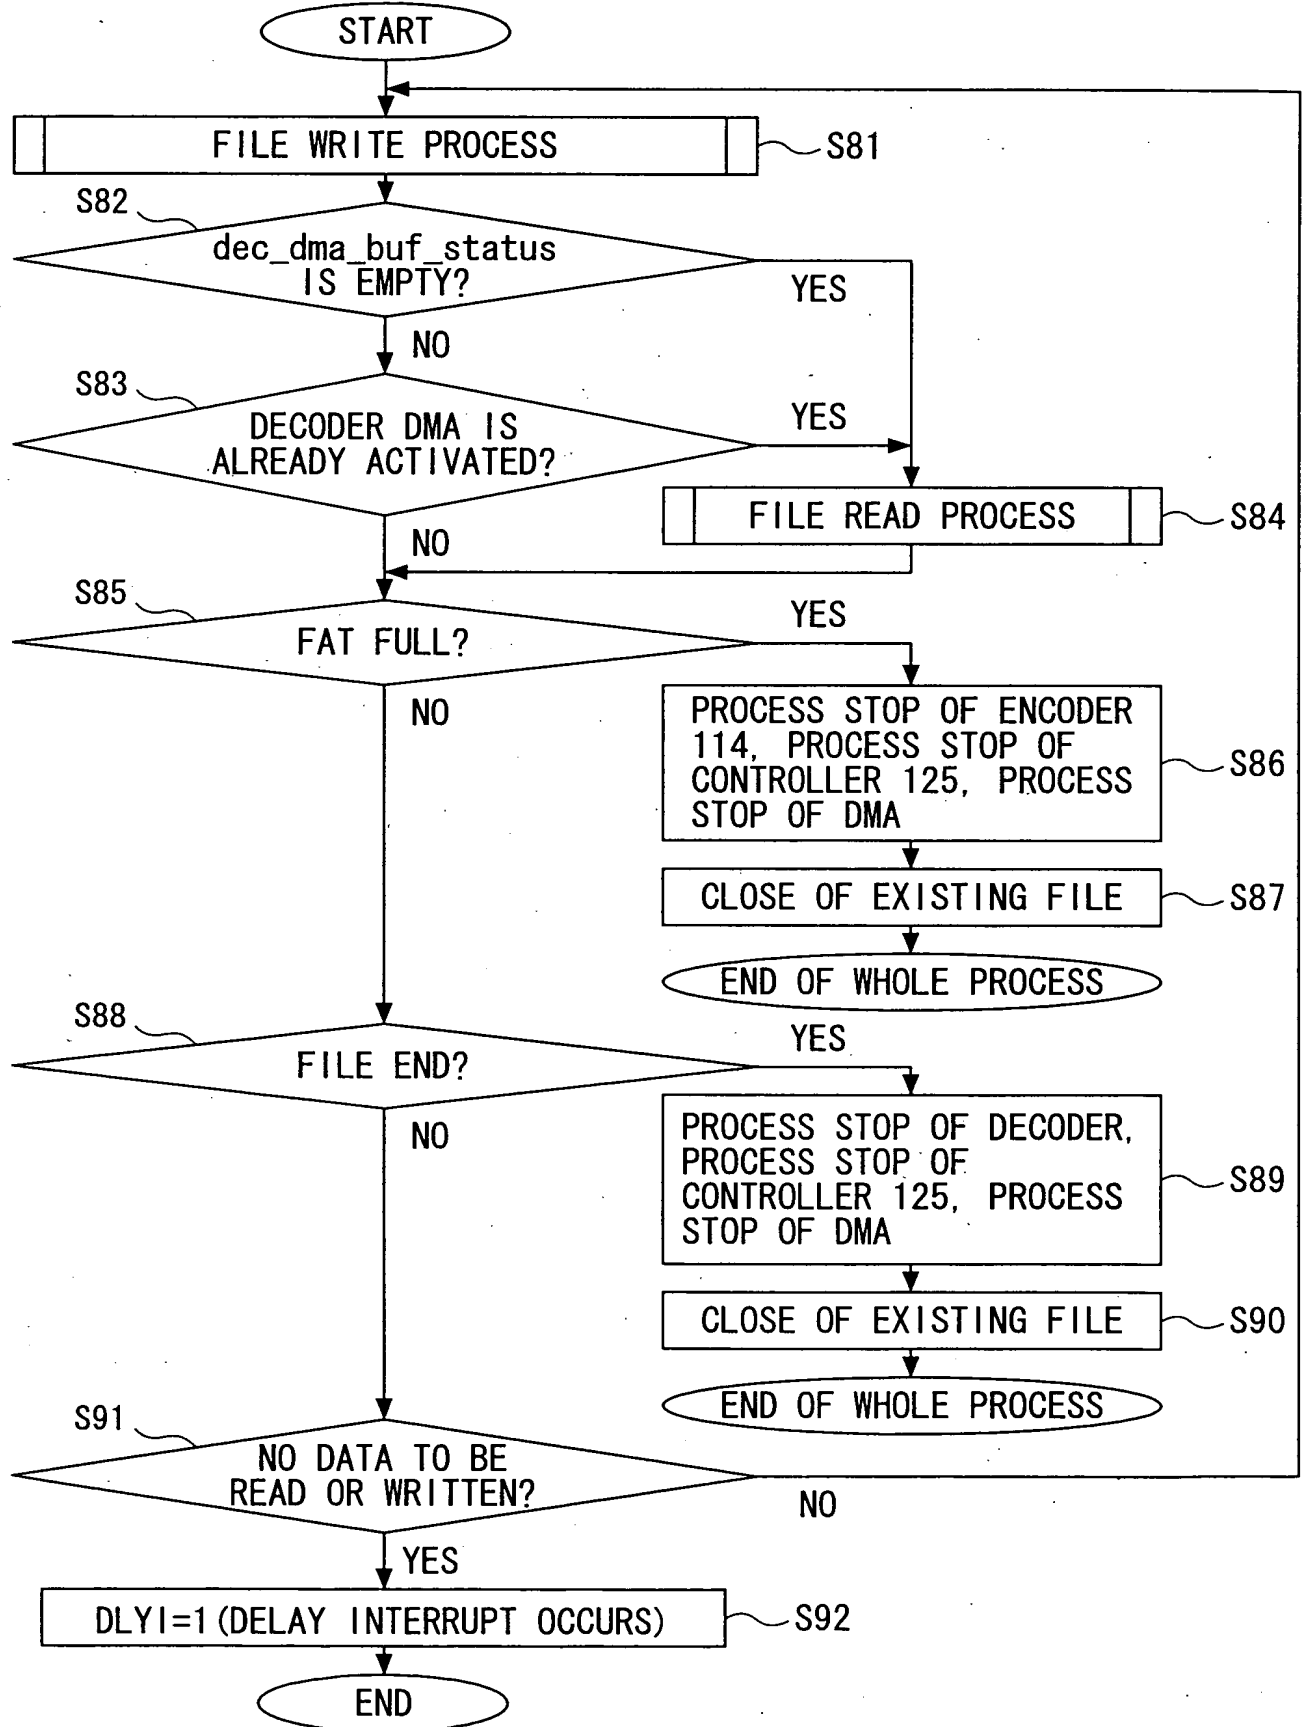 START
FILE WRITE PROCESS
S81
S82
dec_dma_buf_status
IS EMPTY?
YES
NO
S83
DECODER DMA IS
ALREADY ACTIVATED?
YES
NO
FILE READ PROCESS
S84
S85
FAT FULL?
YES
NO
PROCESS STOP OF ENCODER
114, PROCESS STOP OF
CONTROLLER 125, PROCESS
STOP OF DMA
S86
CLOSE OF EXISTING FILE
S87
END OF WHOLE PROCESS
S88
FILE END?
YES
NO
PROCESS STOP OF DECODER,
PROCESS STOP OF
CONTROLLER 125, PROCESS
STOP OF DMA
S89
CLOSE OF EXISTING FILE
S90
END OF WHOLE PROCESS
S91
NO DATA TO BE
READ OR WRITTEN?
NO
YES
DLYI=1(DELAY INTERRUPT OCCURS)
S92
END